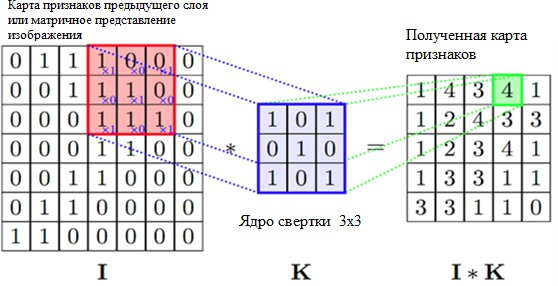 Карта признаков предыдущего слоя
или матричное представление
изображения
0 1 1 1×1 0×0 0×1 0
0 0 1 1×0 1×1 0×0 0
0 0 0 1×1 1×0 1×1 0
0 0 0 1 1 0 0
0 0 1 1 0 0 0
0 1 1 0 0 0 0
1 1 0 0 0 0 0
I
*
1 0 1
0 1 0
1 0 1
Ядро свертки 3х3
K
=
Полученная карта
признаков
1 4 3 4 1
1 2 4 3 3
1 2 3 4 1
1 3 3 1 1
3 3 1 1 0
I * K